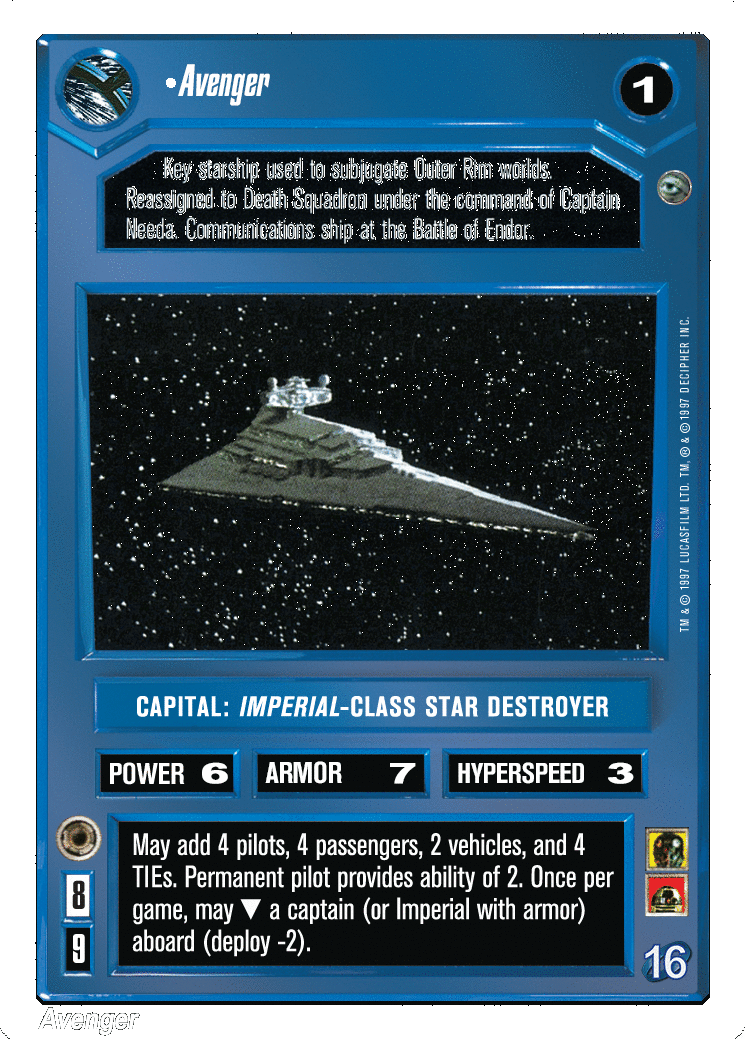 •Avenger
1
Key starship used to subjugate Outer Rim worlds.
Reassigned to Death Squadron under the command of Captain
Needa. Communications ship at the Battle of Endor.
TM & © 1997 LUCASFILM LTD. TM, ® & © 1997 DECIPHER INC.
CAPITAL: IMPERIAL-CLASS STAR DESTROYER
POWER 6 ARMOR 7 HYPERSPEED 3
May add 4 pilots, 4 passengers, 2 vehicles, and 4
TIEs. Permanent pilot provides ability of 2. Once per
game, may ▼ a captain (or Imperial with armor)
aboard (deploy -2).
8
9
16
Avenger